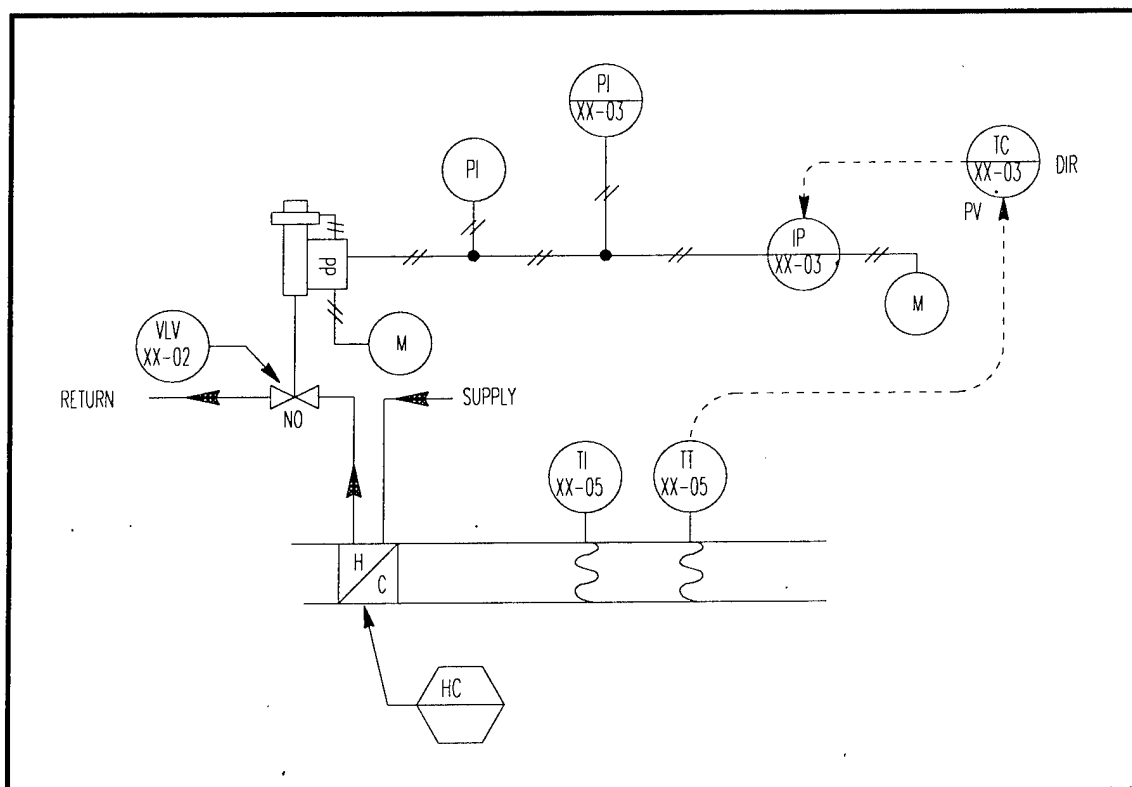 PI
XX-03
PI
TC
XX-03
DIR
PV
IP
XX-03
PP
M
M
VLV
XX-02
RETURN
NO
SUPPLY
TI
XX-05
TT
XX-05
H
C
HC